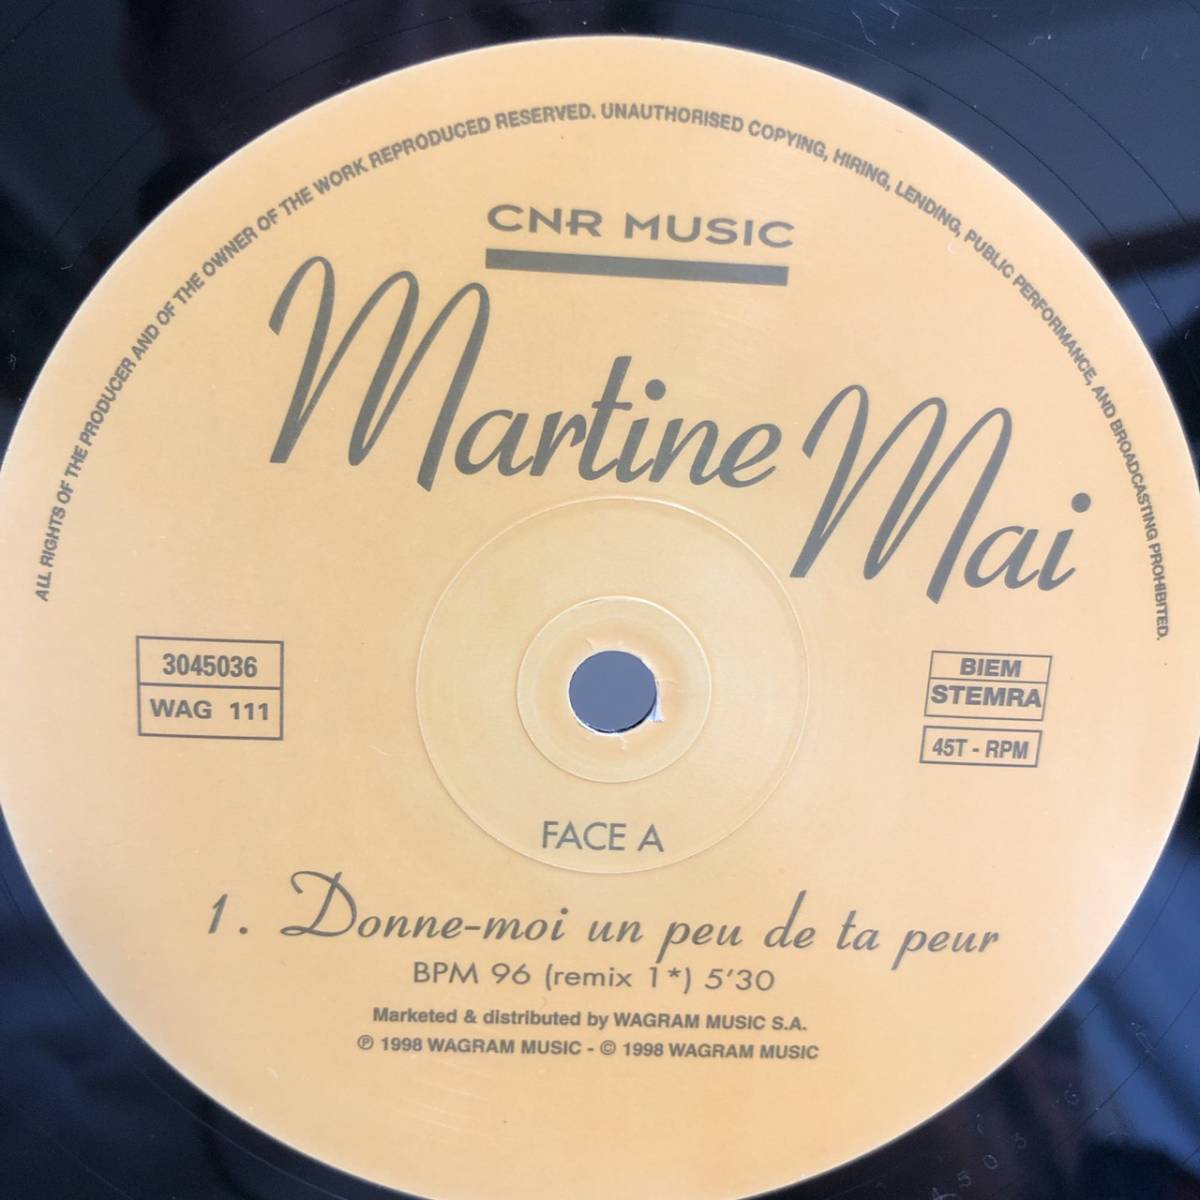 ALL RIGHTS OF THE PRODUCER AND OF THE OWNER OF THE WORK REPRODUCED RESERVED. UNAUTHORISED COPYING, HIRING, LENDING, PUBLIC PERFORMANCE, AND BROADCASTING PROHIBITED.
CNR MUSIC
Martine Mai
3045036
WAG 111
BIEM
STEMRA
45T - RPM
FACE A
1. Donne-moi un peu de ta peur
BPM 96 (remix 1*) 5'30
Marketed & distributed by WAGRAM MUSIC S.A.
℗ 1998 WAGRAM MUSIC - © 1998 WAGRAM MUSIC